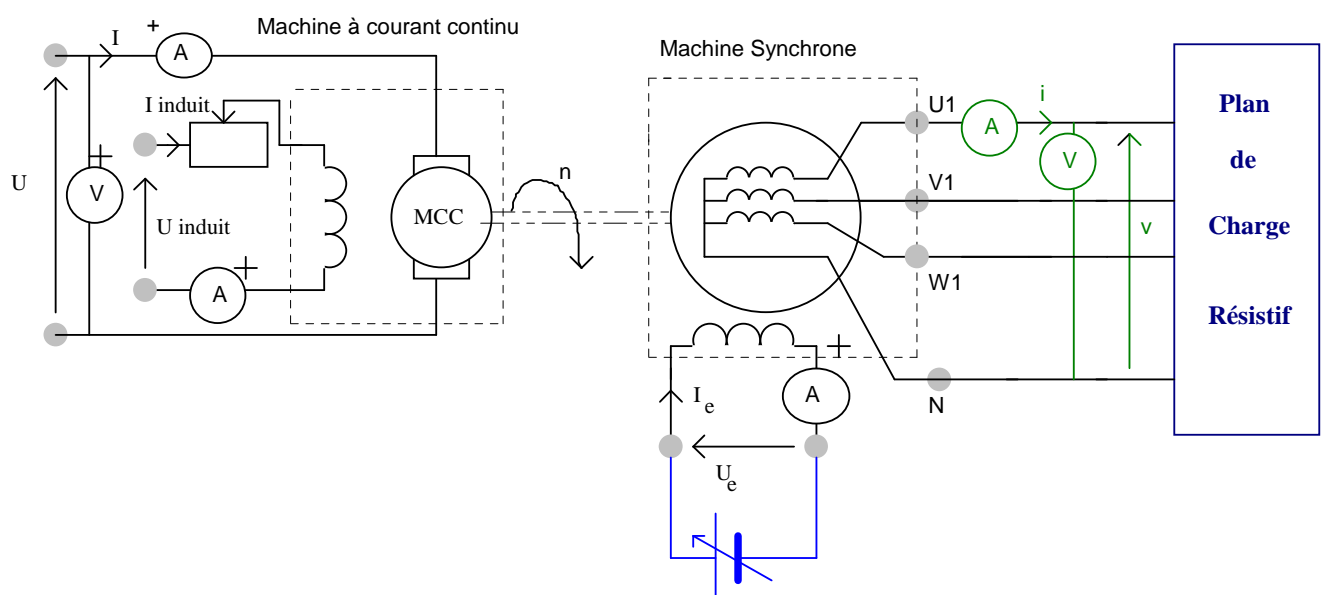 Machine à courant continu
Machine Synchrone
I
+
A
I induit
U
+
V
U induit
+
A
MCC
n
U1
A
i
V
V1
v
W1
N
Plan
de
Charge
Résistif
+
I e
A
U e